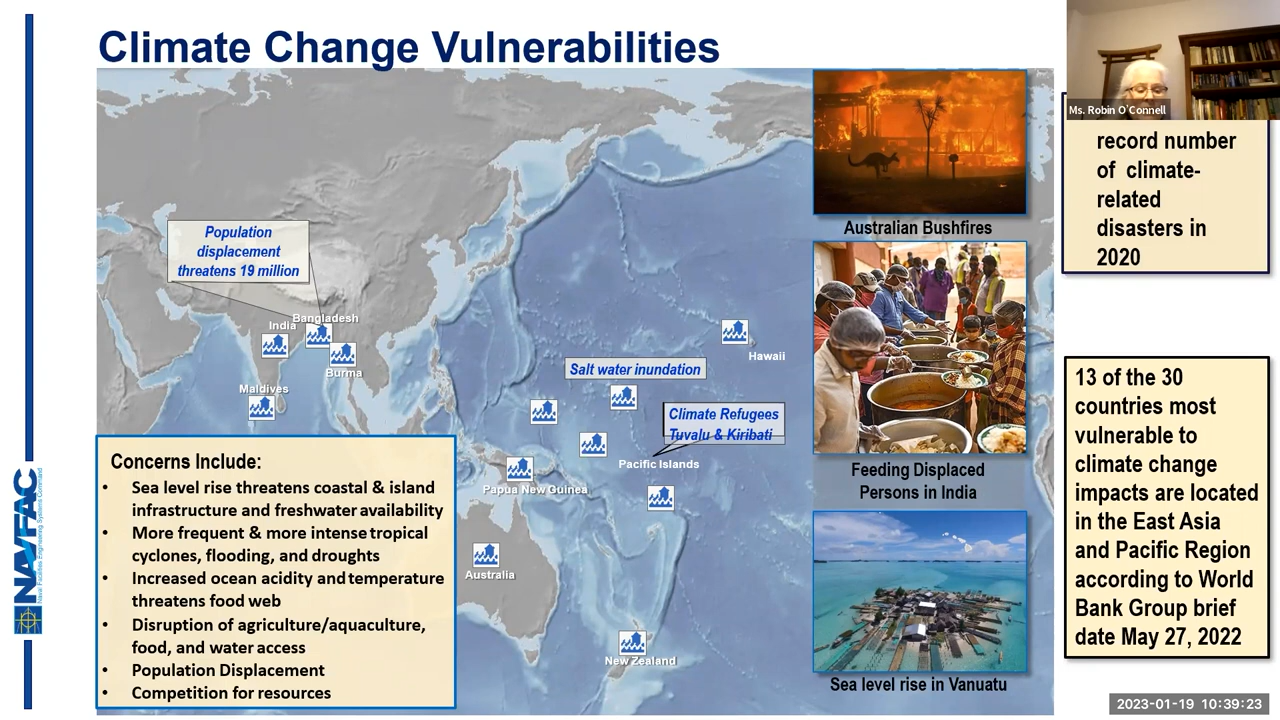 Climate Change Vulnerabilities
Ms. Robin O'Connell
record number
of climate-
related
disasters in
2020
Population
displacement
threatens 19 million
Australian Bushfires
India
Bangladesh
Burma
Maldives
Hawaii
Salt water inundation
Climate Refugees
Tuvalu & Kiribati
Pacific Islands
Papua New Guinea
Australia
New Zealand
Feeding Displaced
Persons in India
Sea level rise in Vanuatu
13 of the 30
countries most
vulnerable to
climate change
impacts are located
in the East Asia
and Pacific Region
according to World
Bank Group brief
date May 27, 2022
Concerns Include:
• Sea level rise threatens coastal & island
infrastructure and freshwater availability
• More frequent & more intense tropical
cyclones, flooding, and droughts
• Increased ocean acidity and temperature
threatens food web
• Disruption of agriculture/aquaculture,
food, and water access
• Population Displacement
• Competition for resources
NAVFAC
Naval Facilities Engineering Systems Command
2023-01-19 10:39:23